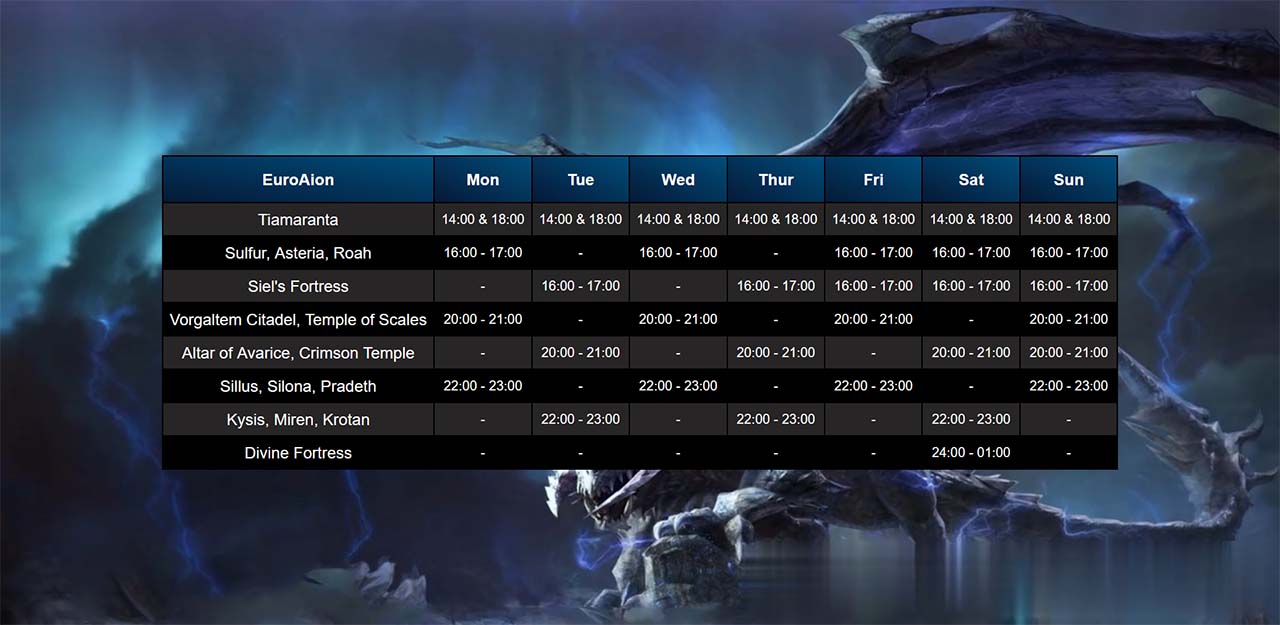 EuroAion Mon Tue Wed Thur Fri Sat Sun
Tiamaranta 14:00 & 18:00 14:00 & 18:00 14:00 & 18:00 14:00 & 18:00 14:00 & 18:00 14:00 & 18:00 14:00 & 18:00
Sulfur, Asteria, Roah 16:00 - 17:00 - 16:00 - 17:00 - 16:00 - 17:00 16:00 - 17:00 16:00 - 17:00
Siel's Fortress - 16:00 - 17:00 - 16:00 - 17:00 16:00 - 17:00 16:00 - 17:00 16:00 - 17:00
Vorgaltem Citadel, Temple of Scales 20:00 - 21:00 - 20:00 - 21:00 - 20:00 - 21:00 - 20:00 - 21:00
Altar of Avarice, Crimson Temple - 20:00 - 21:00 - 20:00 - 21:00 - 20:00 - 21:00 20:00 - 21:00
Sillus, Silona, Pradeth 22:00 - 23:00 - 22:00 - 23:00 - 22:00 - 23:00 - 22:00 - 23:00
Kysis, Miren, Krotan - 22:00 - 23:00 - 22:00 - 23:00 - 22:00 - 23:00 -
Divine Fortress - - - - - 24:00 - 01:00 -